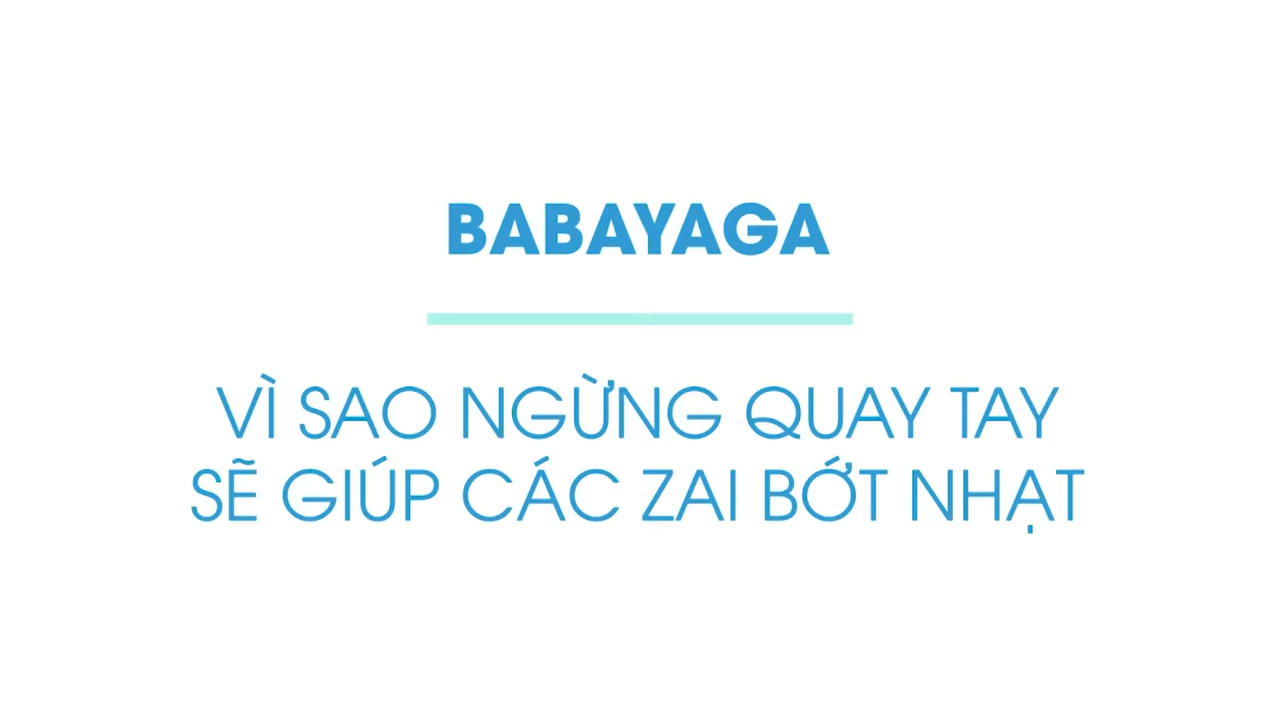 BABAYAGA
VÌ SAO NGỪNG QUAY TAY
SẼ GIÚP CÁC ZAI BỚT NHẠT